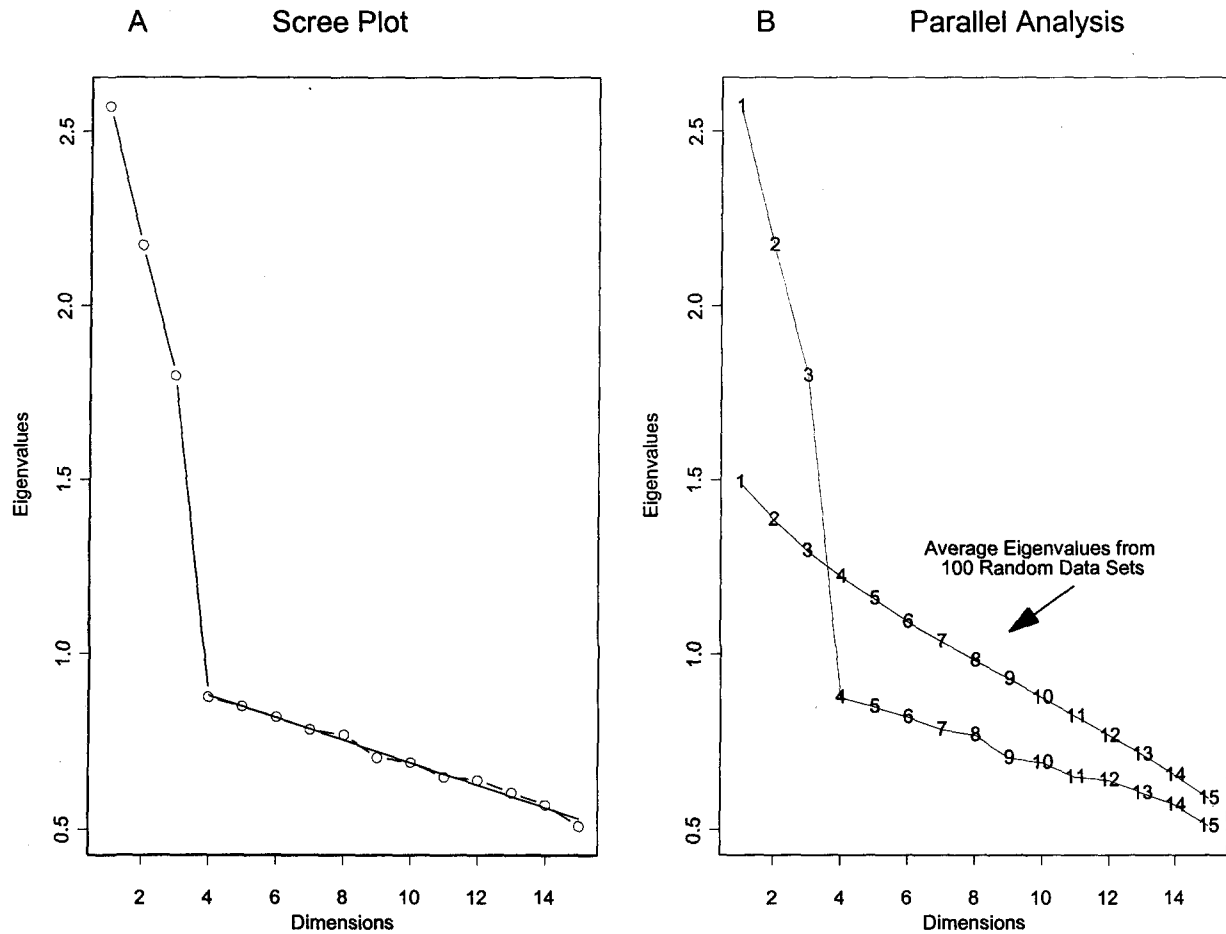 A Scree Plot
Eigenvalues
2.5
2.0
1.5
1.0
0.5
2 4 6 8 10 12 14
Dimensions
B Parallel Analysis
Eigenvalues
2.5
2.0
1.5
1.0
0.5
1
2
3
4 5 6 7 8 9 10 11 12 13 14 15
1 2 3 4 5 6 7 8 9 10 11 12 13 14 15
Average Eigenvalues from
100 Random Data Sets
2 4 6 8 10 12 14
Dimensions